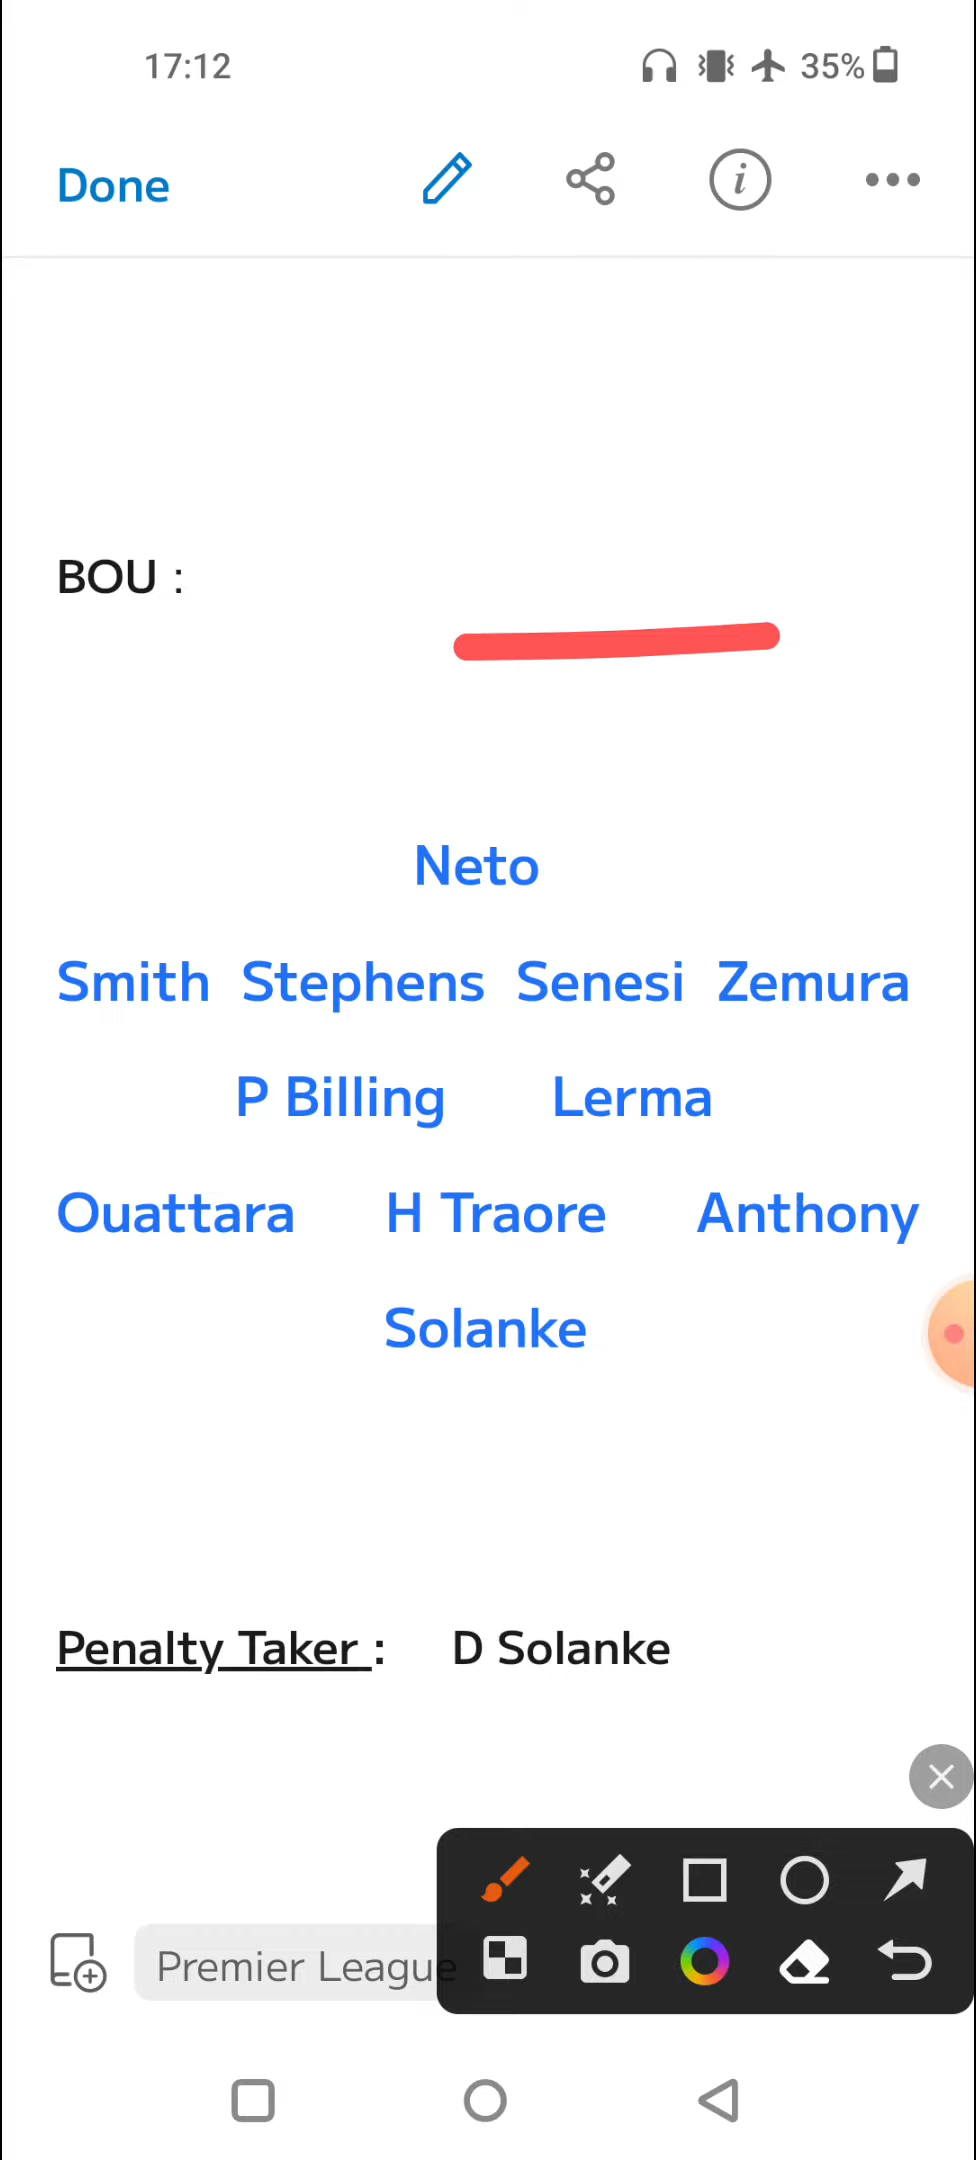 17:12 35%
Done
BOU :
Neto
Smith Stephens Senesi Zemura
P Billing Lerma
Ouattara H Traore Anthony
Solanke
Penalty Taker : D Solanke
Premier League